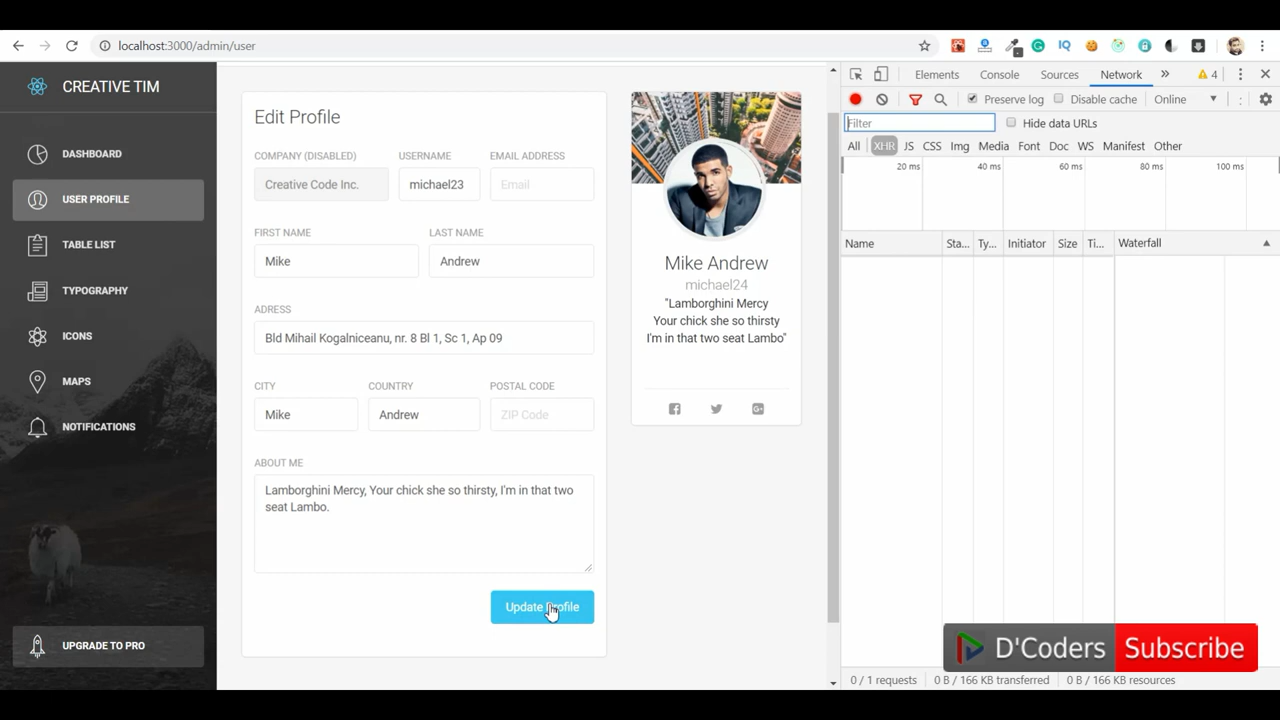 localhost:3000/admin/user
CREATIVE TIM
DASHBOARD
USER PROFILE
TABLE LIST
TYPOGRAPHY
ICONS
MAPS
NOTIFICATIONS
UPGRADE TO PRO
Edit Profile
COMPANY (DISABLED) USERNAME EMAIL ADDRESS
Creative Code Inc. michael23 Email
FIRST NAME LAST NAME
Mike Andrew
ADRESS
Bld Mihail Kogalniceanu, nr. 8 Bl 1, Sc 1, Ap 09
CITY COUNTRY POSTAL CODE
Mike Andrew ZIP Code
ABOUT ME
Lamborghini Mercy, Your chick she so thirsty, I'm in that two
seat Lambo.
Update Profile
Mike Andrew
michael24
"Lamborghini Mercy
Your chick she so thirsty
I'm in that two seat Lambo"
Elements Console Sources Network » 4
Preserve log Disable cache Online
Filter Hide data URLs
All XHR JS CSS Img Media Font Doc WS Manifest Other
20 ms 40 ms 60 ms 80 ms 100 ms
Name Sta... Ty... Initiator Size Ti... Waterfall
D'Coders Subscribe
0 / 1 requests 0 B / 166 KB transferred 0 B / 166 KB resources